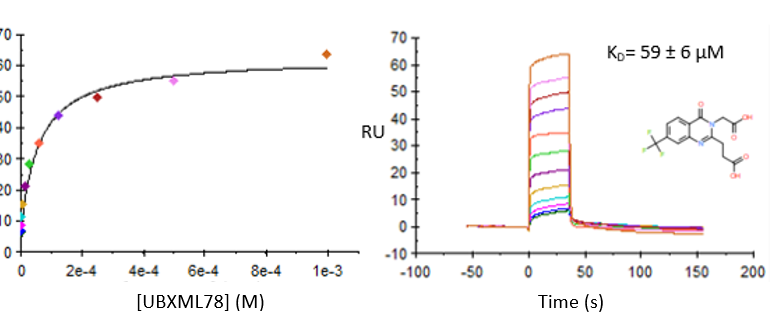 70
60
50
40
30
20
10
0
0 2e-4 4e-4 6e-4 8e-4 1e-3
[UBXML78] (M)
RU
70
60
50
40
30
20
10
0
-10
-100 -50 0 50 100 150 200
Time (s)
K_D= 59 ± 6 µM
O
OH
N
O
N
F
F
F
O
OH